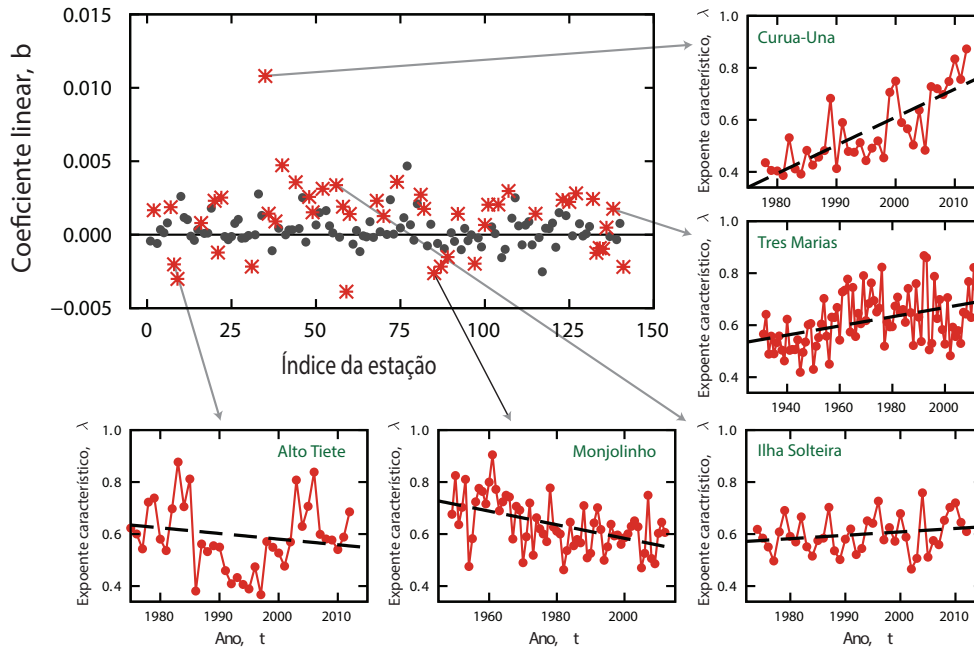 Coeficiente linear, b
0.015
0.010
0.005
0.000
−0.005
0 25 50 75 100 125 150
Índice da estação
Expoente característico, λ
1.0
0.8
0.6
0.4
Curua-Una
1980 1990 2000 2010
Expoente característico, λ
1.0
0.8
0.6
0.4
Tres Marias
1940 1960 1980 2000
Expoente característico, λ
1.0
0.8
0.6
0.4
Alto Tiete
1980 1990 2000 2010
Ano, t
Expoente característico, λ
1.0
0.8
0.6
0.4
Monjolinho
1960 1980 2000
Ano, t
Expoente característico, λ
1.0
0.8
0.6
0.4
Ilha Solteira
1980 1990 2000 2010
Ano, t